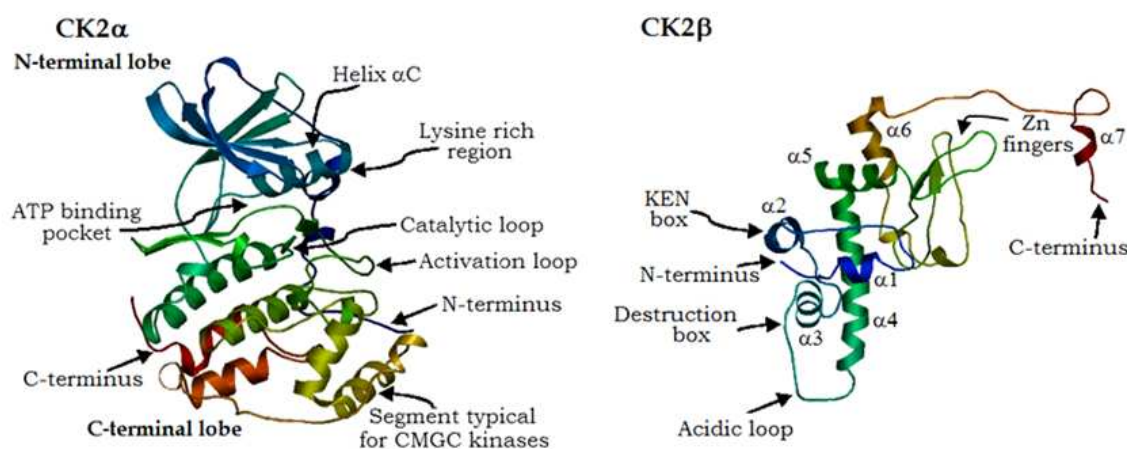 CK2α
N-terminal lobe
Helix αC
Lysine rich
region
ATP binding
pocket
Catalytic loop
Activation loop
N-terminus
C-terminus
C-terminal lobe
Segment typical
for CMGC kinases
CK2β
α6
Zn
fingers
α7
α5
KEN
box
α2
C-terminus
N-terminus
α1
Destruction
box
α3
α4
Acidic loop